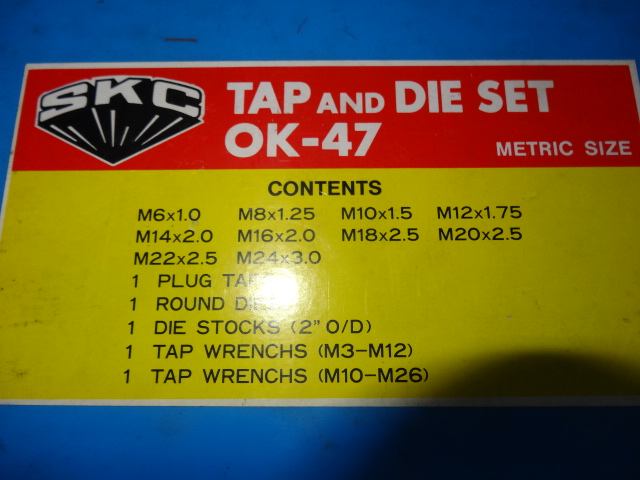 SKC
TAP AND DIE SET
OK-47
METRIC SIZE
CONTENTS
M6x1.0 M8x1.25 M10x1.5 M12x1.75
M14x2.0 M16x2.0 M18x2.5 M20x2.5
M22x2.5 M24x3.0
1 PLUG
1 ROUND
1 DIE STOCKS (2" O/D)
1 TAP WRENCHS (M3-M12)
1 TAP WRENCHS (M10-M26)